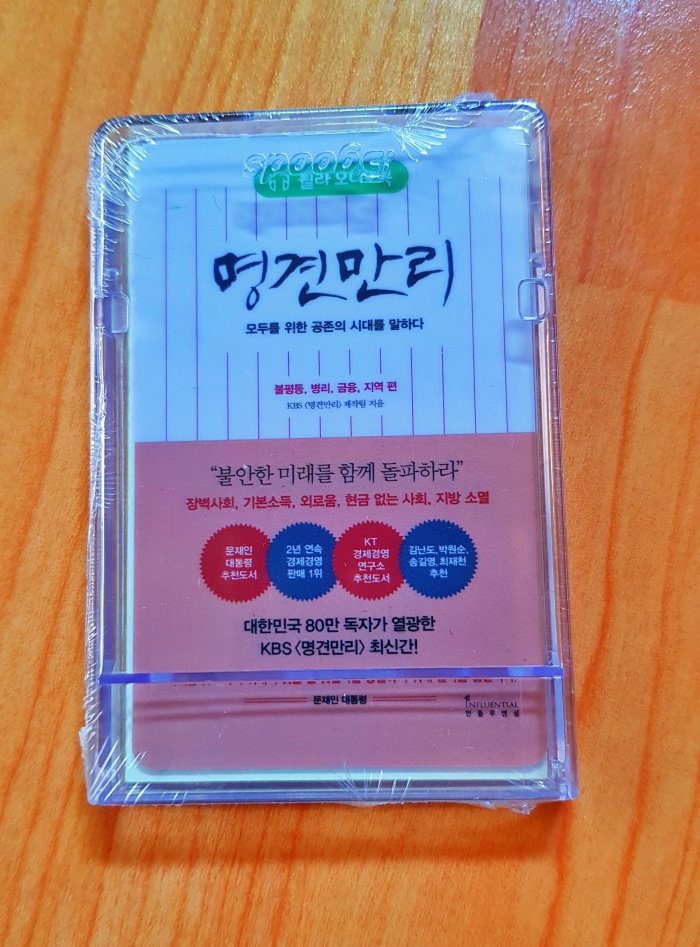 spoobs
윌라 오디오북
명견만리
모두를 위한 공존의 시대를 말하다
불평등, 병리, 금융, 지역 편
KBS 〈명견만리〉 제작팀 지음
“불안한 미래를 함께 돌파하라”
장벽사회, 기본소득, 외로움, 현금 없는 사회, 지방 소멸
문재인
대통령
추천도서
2년 연속
경제경영
판매 1위
KT
경제경영
연구소
추천도서
김난도, 박원순,
송길영, 최재천
추천
대한민국 80만 독자가 열광한
KBS 〈명견만리〉 최신간!
문재인 대통령
INFLUENTIAL
인플루엔셜